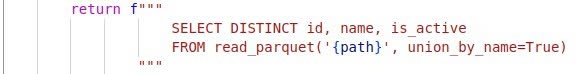 return f"""
SELECT DISTINCT id, name, is_active
FROM read_parquet('{path}', union_by_name=True)
"""